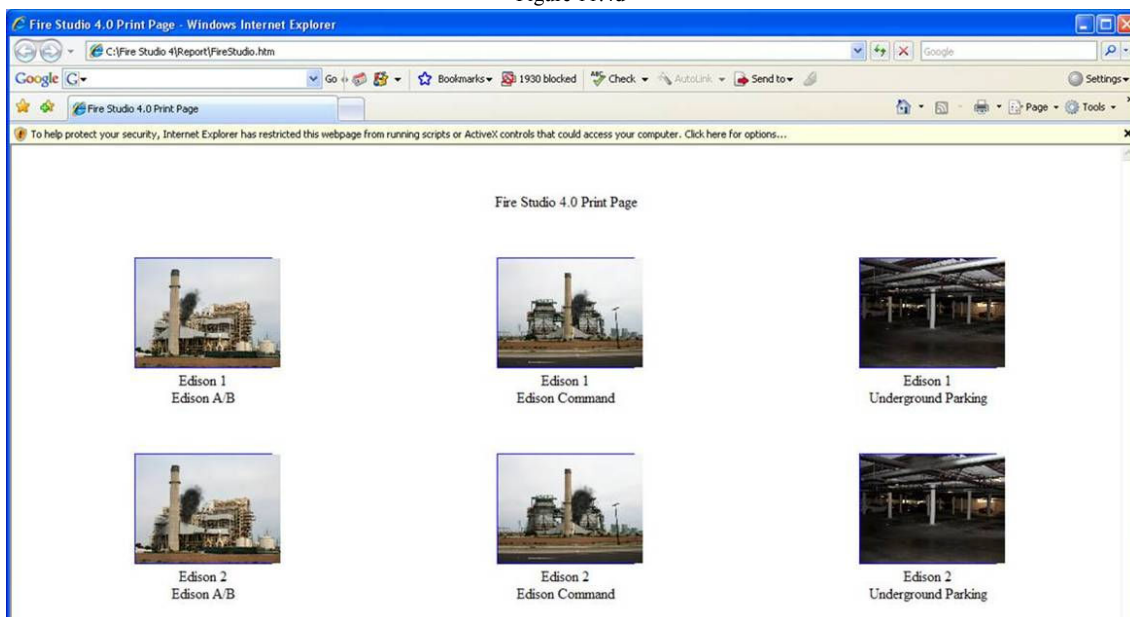 Fire Studio 4.0 Print Page - Windows Internet Explorer
C:\Fire Studio 4\Report\FireStudio.htm
Google
Google G
Go
Bookmarks
1930 blocked
ABC
Check
AutoLink
Send to
Settings
Fire Studio 4.0 Print Page
Page
Tools
To help protect your security, Internet Explorer has restricted this webpage from running scripts or ActiveX controls that could access your computer. Click here for options...
Fire Studio 4.0 Print Page
Edison 1
Edison A/B
Edison 1
Edison Command
Edison 1
Underground Parking
Edison 2
Edison A/B
Edison 2
Edison Command
Edison 2
Underground Parking